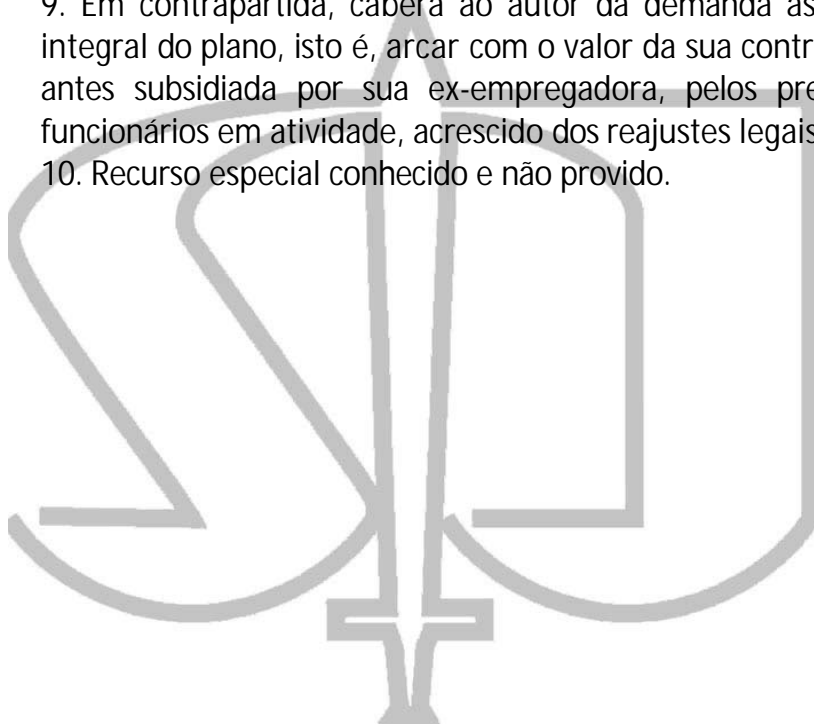 9. Em contrapartida, caberá ao autor da demanda as
integral do plano, isto é, arcar com o valor da sua contr
antes subsidiada por sua ex-empregadora, pelos pre
funcionários em atividade, acrescido dos reajustes legais
10. Recurso especial conhecido e não provido.
STJ